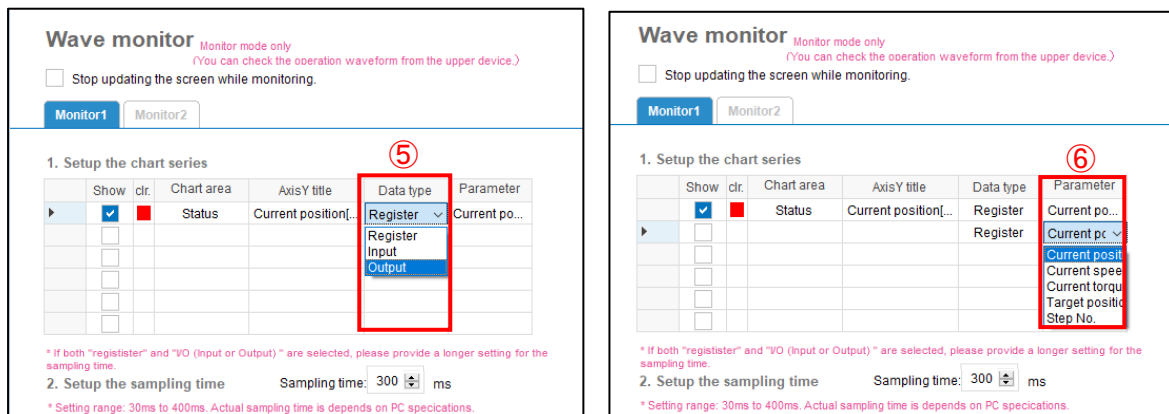 Wave monitor Monitor mode only
(You can check the operation waveform from the upper device.)
Stop updating the screen while monitoring.
Monitor1 Monitor2
1. Setup the chart series
⑤
Show clr. Chart area AxisY title Data type Parameter
Status Current position[... Register Current po...
Register
Input
Output
* If both "regisitister" and "I/O (Input or Output) " are selected, please provide a longer setting for the
sampling time.
2. Setup the sampling time Sampling time: 300 ms
* Setting range: 30ms to 400ms. Actual sampling time is depends on PC specications.
Wave monitor Monitor mode only
(You can check the operation waveform from the upper device.)
Stop updating the screen while monitoring.
Monitor1 Monitor2
1. Setup the chart series
⑥
Show clr. Chart area AxisY title Data type Parameter
Status Current position[... Register Current po...
Register Current pc
Current positi
Current spee
Current torqu
Target positic
Step No.
* If both "regisitister" and "I/O (Input or Output) " are selected, please provide a longer setting for the
sampling time.
2. Setup the sampling time Sampling time: 300 ms
* Setting range: 30ms to 400ms. Actual sampling time is depends on PC specications.